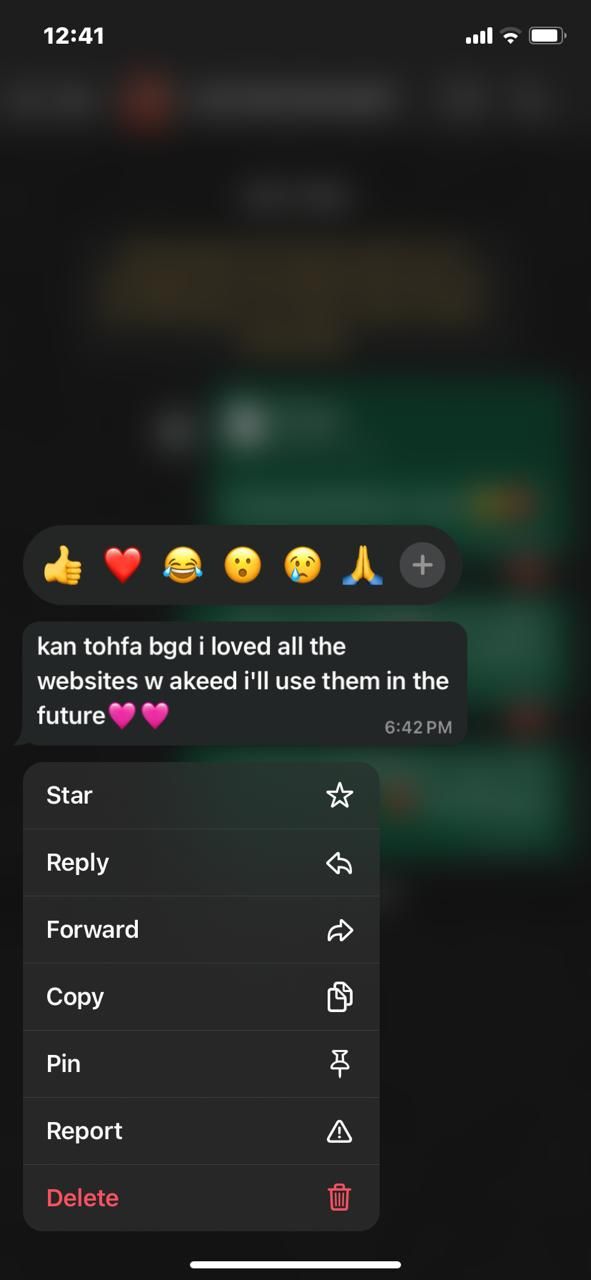 12:41
kan tohfa bgd i loved all the
websites w akeed i'll use them in the
future🩷🩷
6:42 PM
Star
Reply
Forward
Copy
Pin
Report
Delete